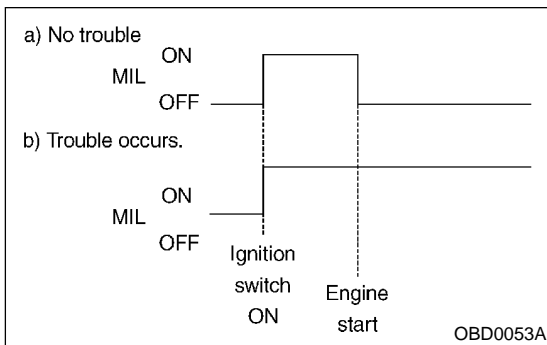 a) No trouble
ON
MIL
OFF
b) Trouble occurs.
ON
MIL
OFF
Ignition
switch
ON
Engine
start
OBD0053A